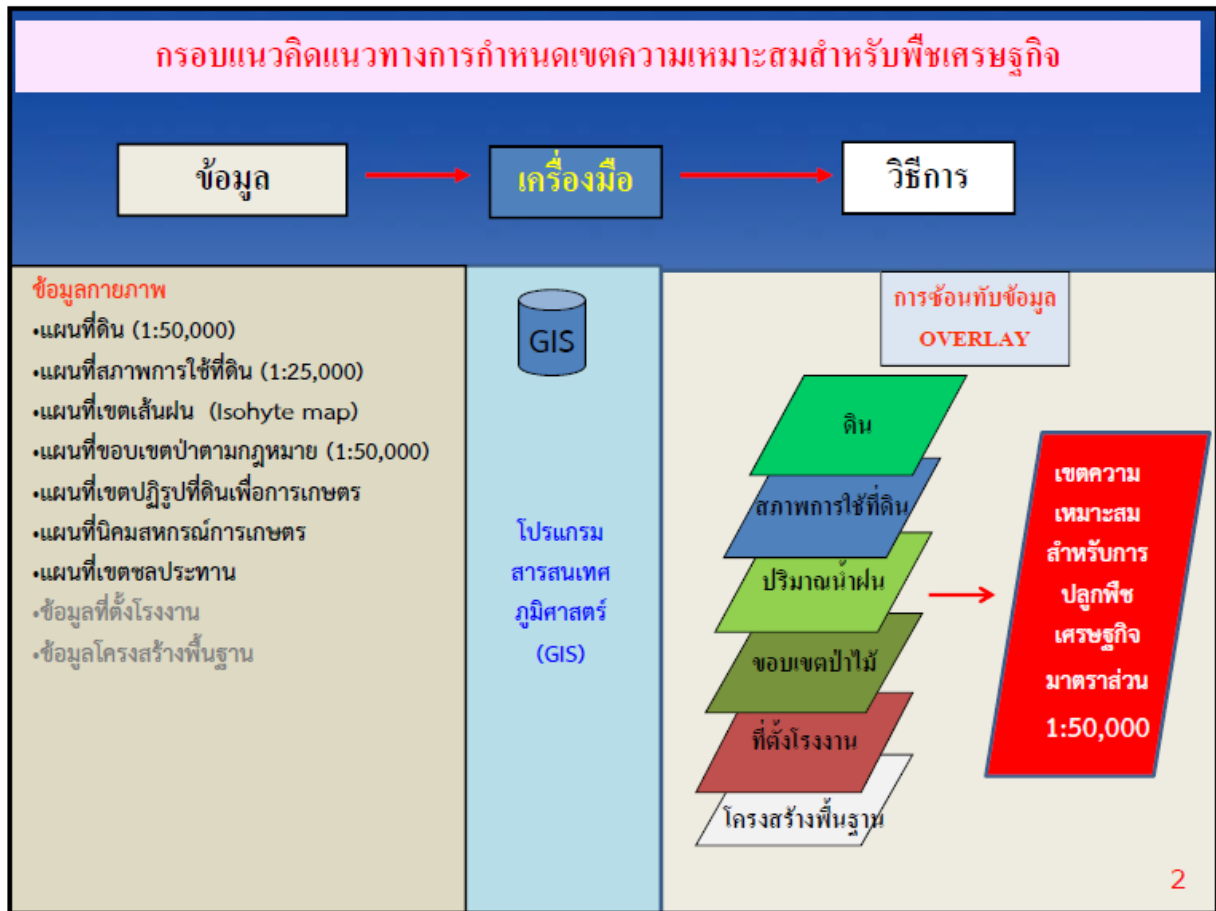 กรอบแนวคิดแนวทางการกำหนดเขตความเหมาะสมสำหรับพืชเศรษฐกิจ
ข้อมูล
เครื่องมือ
วิธีการ
ข้อมูลกายภาพ
•แผนที่ดิน (1:50,000)
•แผนที่สภาพการใช้ที่ดิน (1:25,000)
•แผนที่เขตเส้นฝน (Isohyte map)
•แผนที่ขอบเขตป่าตามกฎหมาย (1:50,000)
•แผนที่เขตปฏิรูปที่ดินเพื่อการเกษตร
•แผนที่นิคมสหกรณ์การเกษตร
•แผนที่เขตชลประทาน
•ข้อมูลที่ตั้งโรงงาน
•ข้อมูลโครงสร้างพื้นฐาน
GIS
โปรแกรม
สารสนเทศ
ภูมิศาสตร์
(GIS)
การซ้อนทับข้อมูล
OVERLAY
ดิน
สภาพการใช้ที่ดิน
ปริมาณน้ำฝน
ขอบเขตป่าไม้
ที่ตั้งโรงงาน
โครงสร้างพื้นฐาน
เขตความ
เหมาะสม
สำหรับการ
ปลูกพืช
เศรษฐกิจ
มาตราส่วน
1:50,000
2